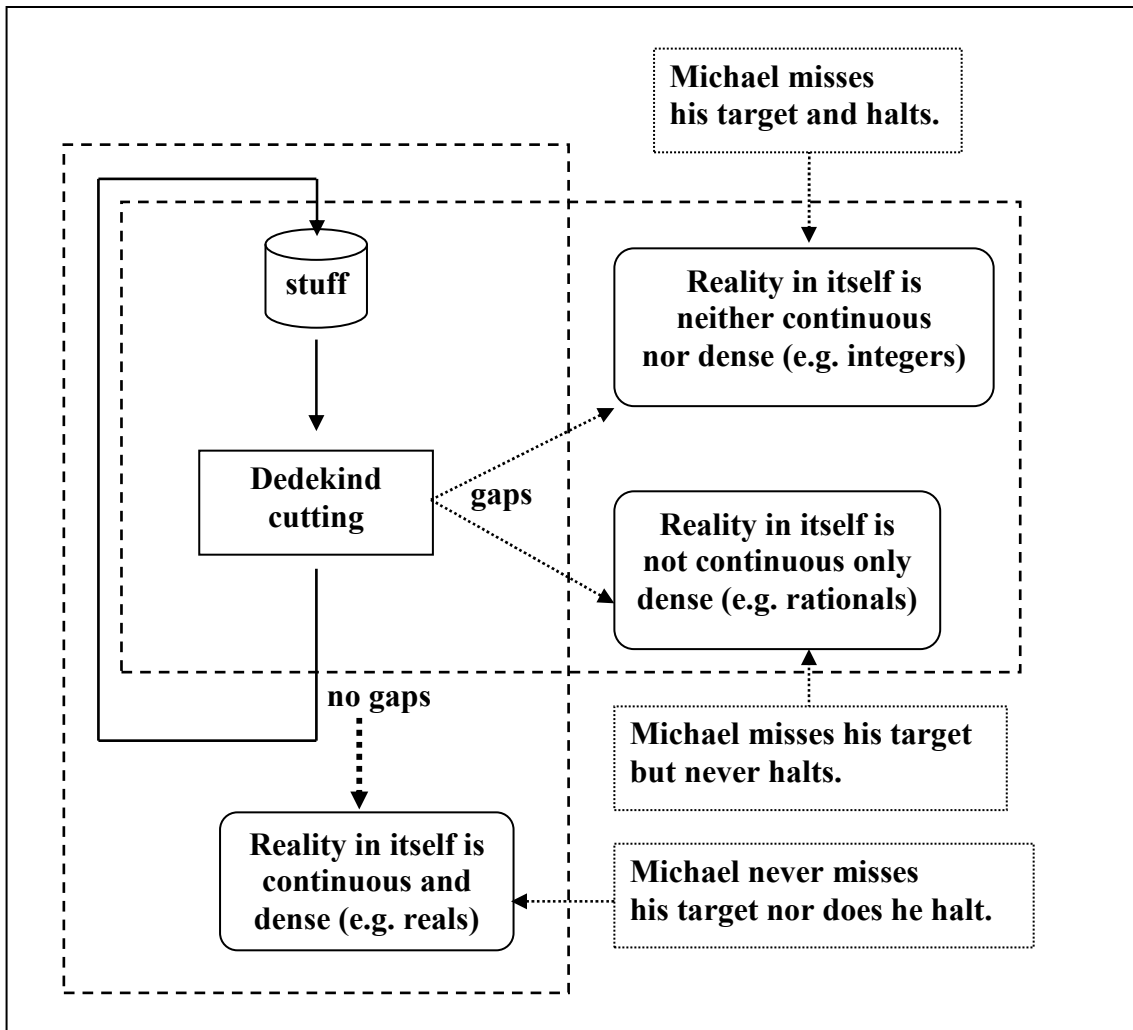 Michael misses
his target and halts.
stuff
Reality in itself is
neither continuous
nor dense (e.g. integers)
Dedekind
cutting
gaps
Reality in itself is
not continuous only
dense (e.g. rationals)
no gaps
Michael misses his target
but never halts.
Reality in itself is
continuous and
dense (e.g. reals)
Michael never misses
his target nor does he halt.